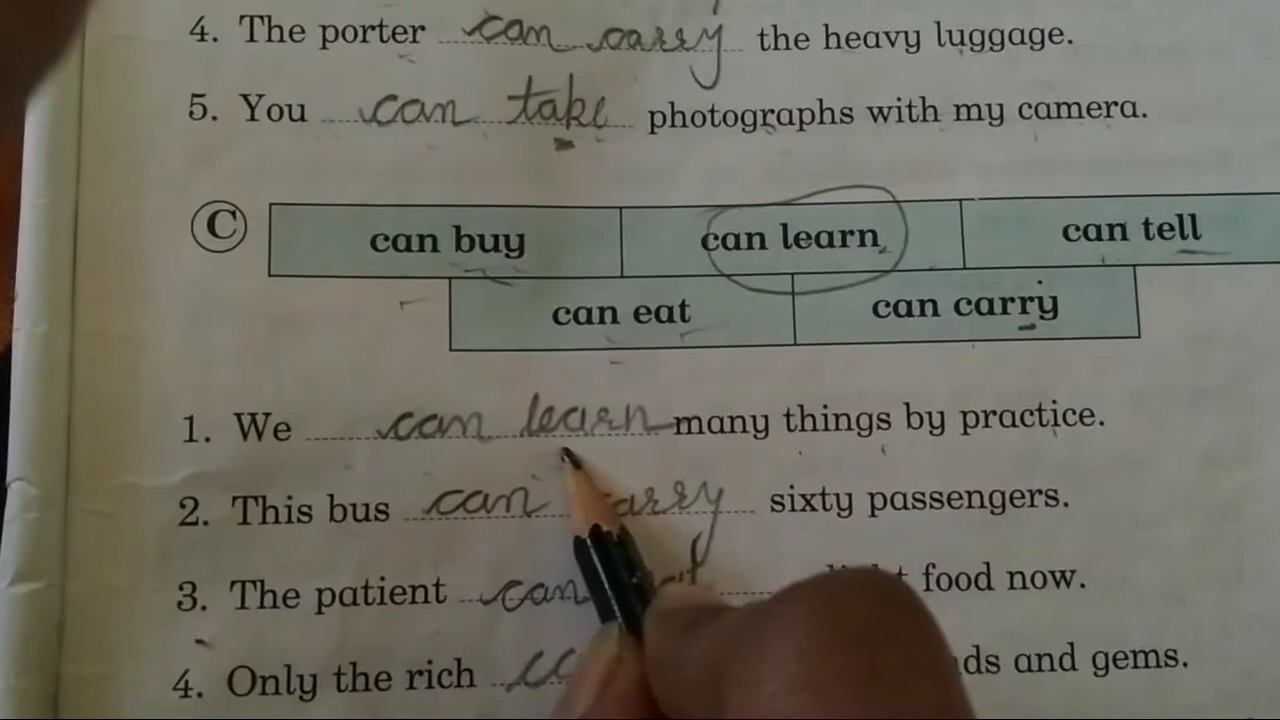 4. The porter can carry the heavy luggage.
5. You can take photographs with my camera.
C can buy can learn can tell
can eat can carry
1. We can learn many things by practice.
2. This bus can carry sixty passengers.
3. The patient can food now.
4. Only the rich and gems.